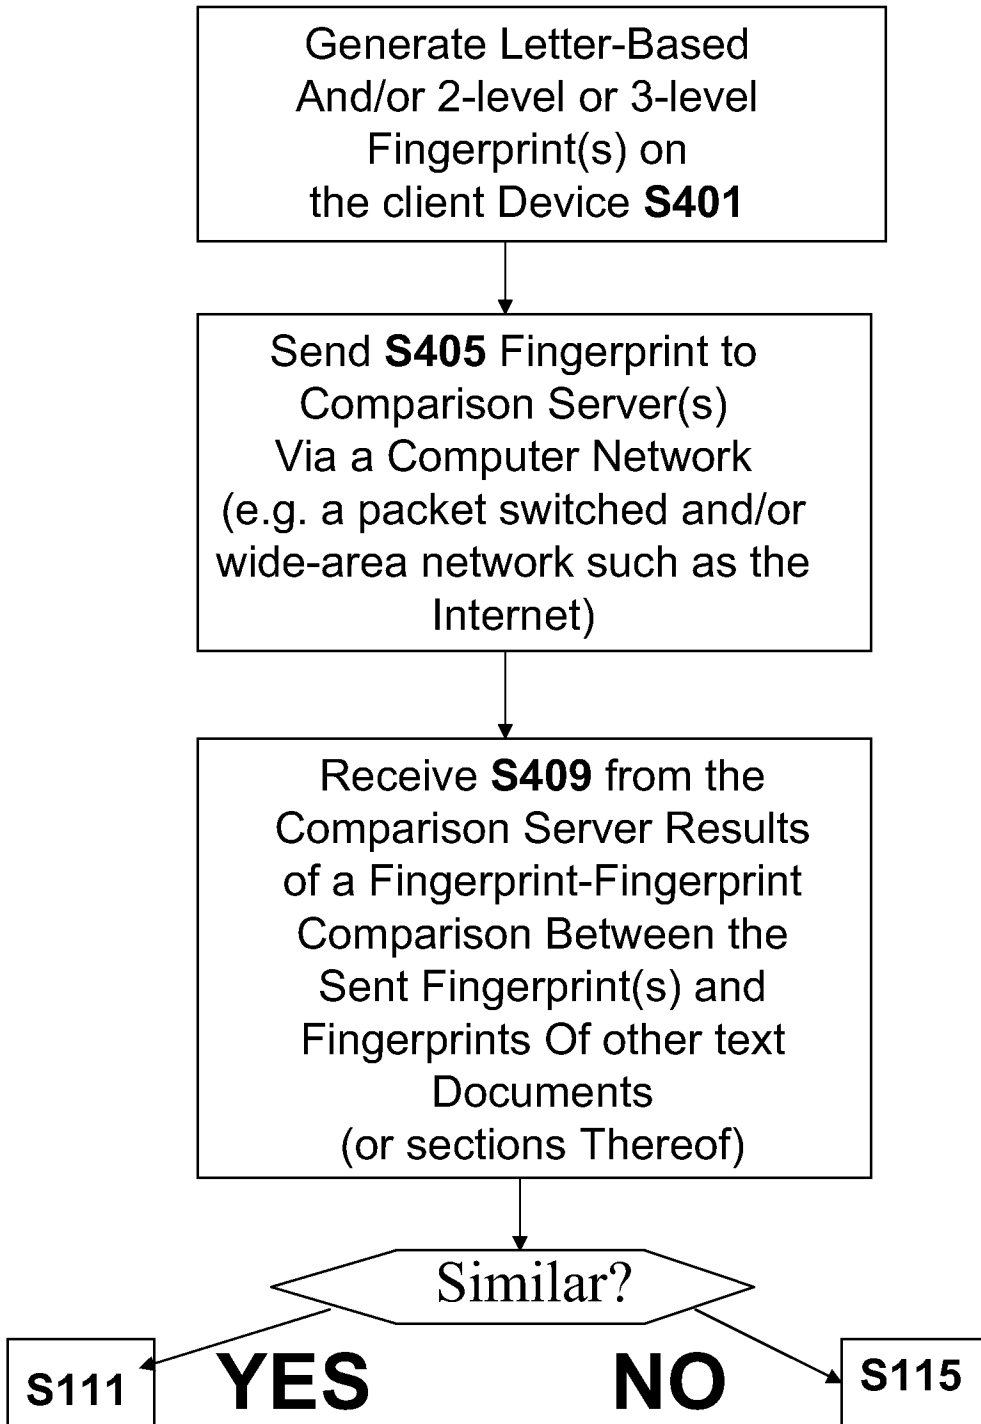 Generate Letter-Based
And/or 2-level or 3-level
Fingerprint(s) on
the client Device S401
Send S405 Fingerprint to
Comparison Server(s)
Via a Computer Network
(e.g. a packet switched and/or
wide-area network such as the
Internet)
Receive S409 from the
Comparison Server Results
of a Fingerprint-Fingerprint
Comparison Between the
Sent Fingerprint(s) and
Fingerprints Of other text
Documents
(or sections Thereof)
Similar?
S111 YES NO S115